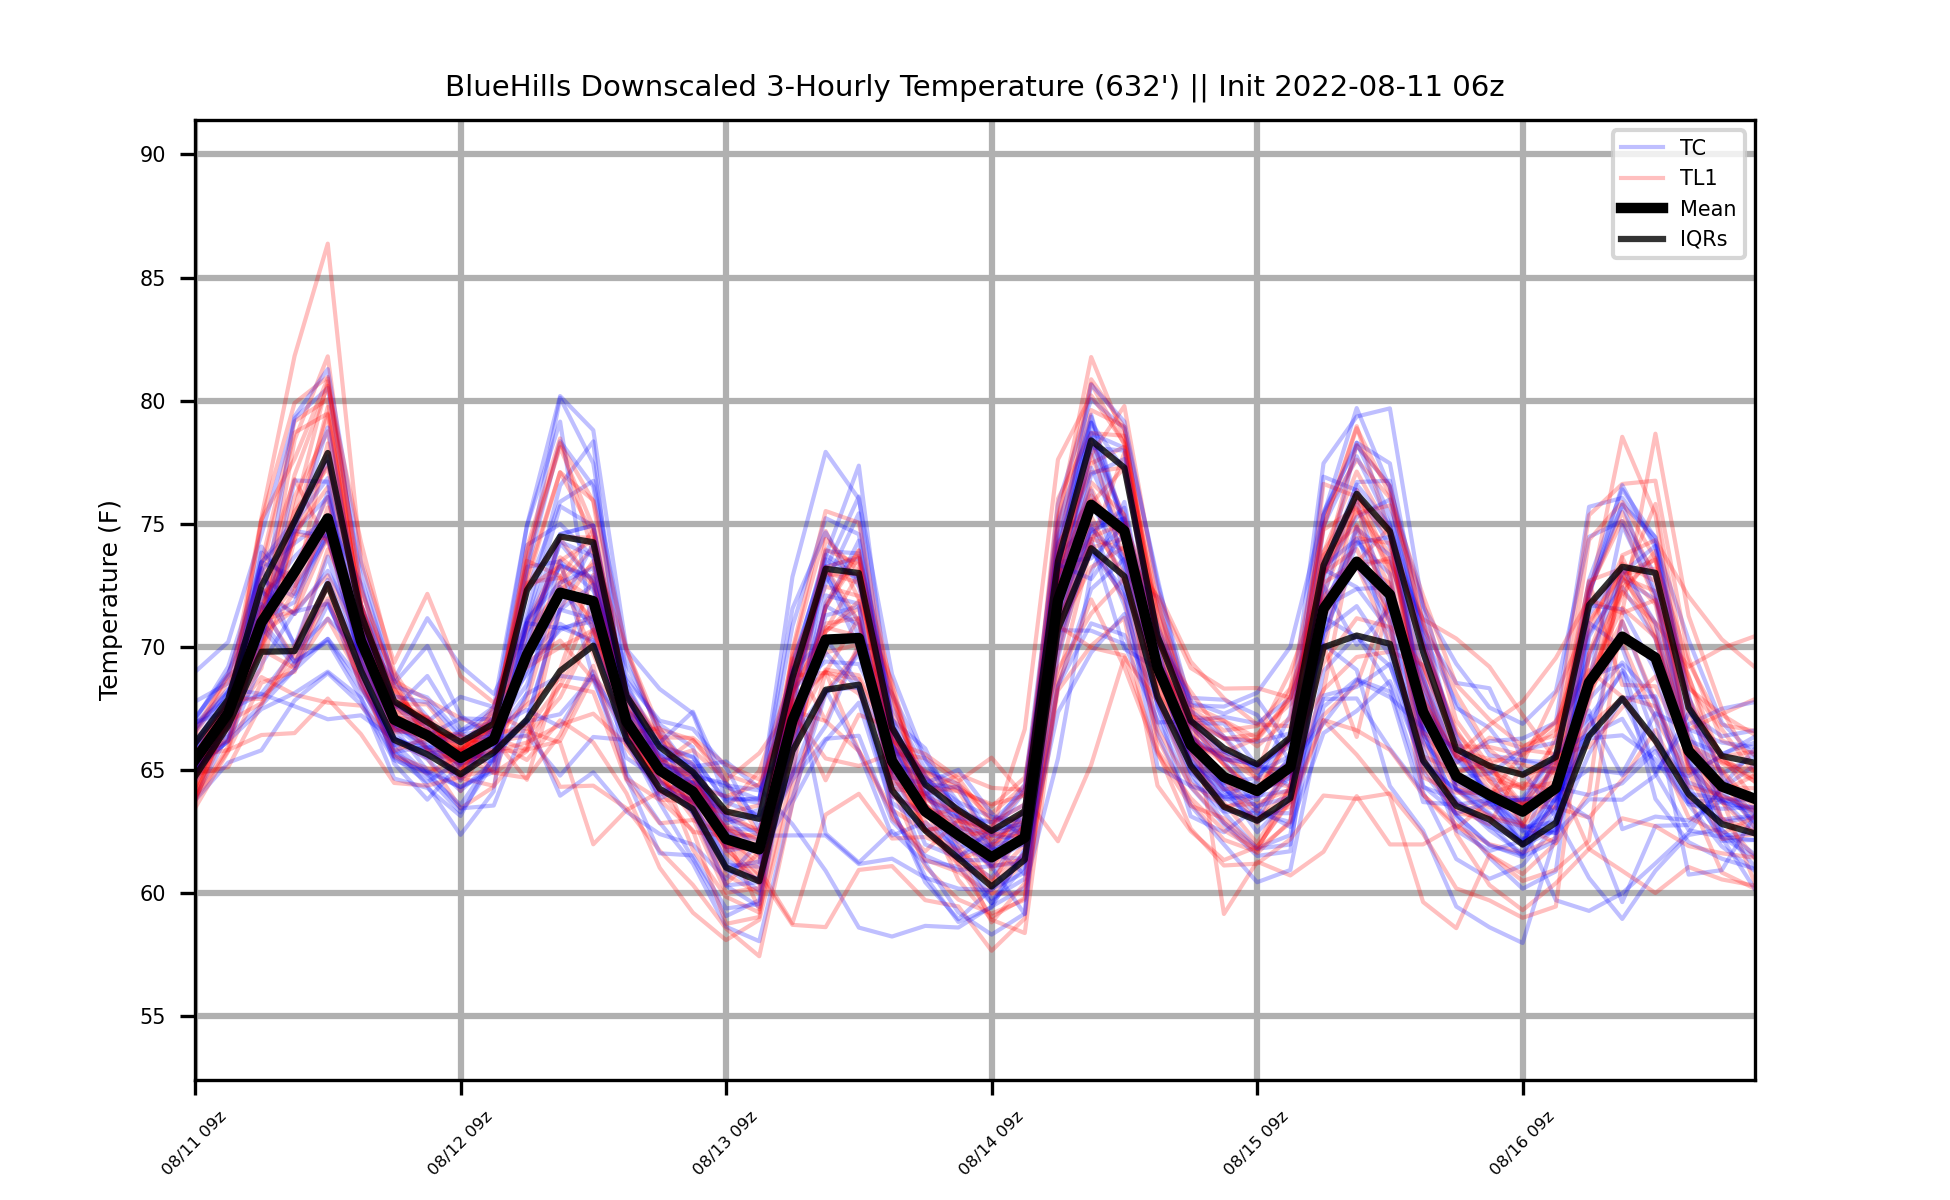 BlueHills Downscaled 3-Hourly Temperature (632') || Init 2022-08-11 06z
TC
TL1
Mean
IQRs
Temperature (F)
90
85
80
75
70
65
60
55
08/11 09z
08/12 09z
08/13 09z
08/14 09z
08/15 09z
08/16 09z